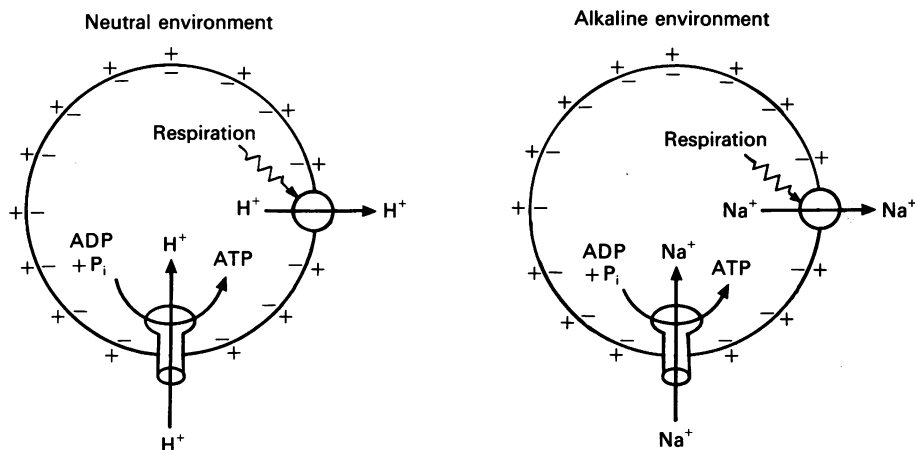 Neutral environment
Respiration
H⁺
H⁺
ADP
+ Pᵢ
H⁺
ATP
H⁺
Alkaline environment
Respiration
Na⁺
Na⁺
ADP
+ Pᵢ
Na⁺
ATP
Na⁺